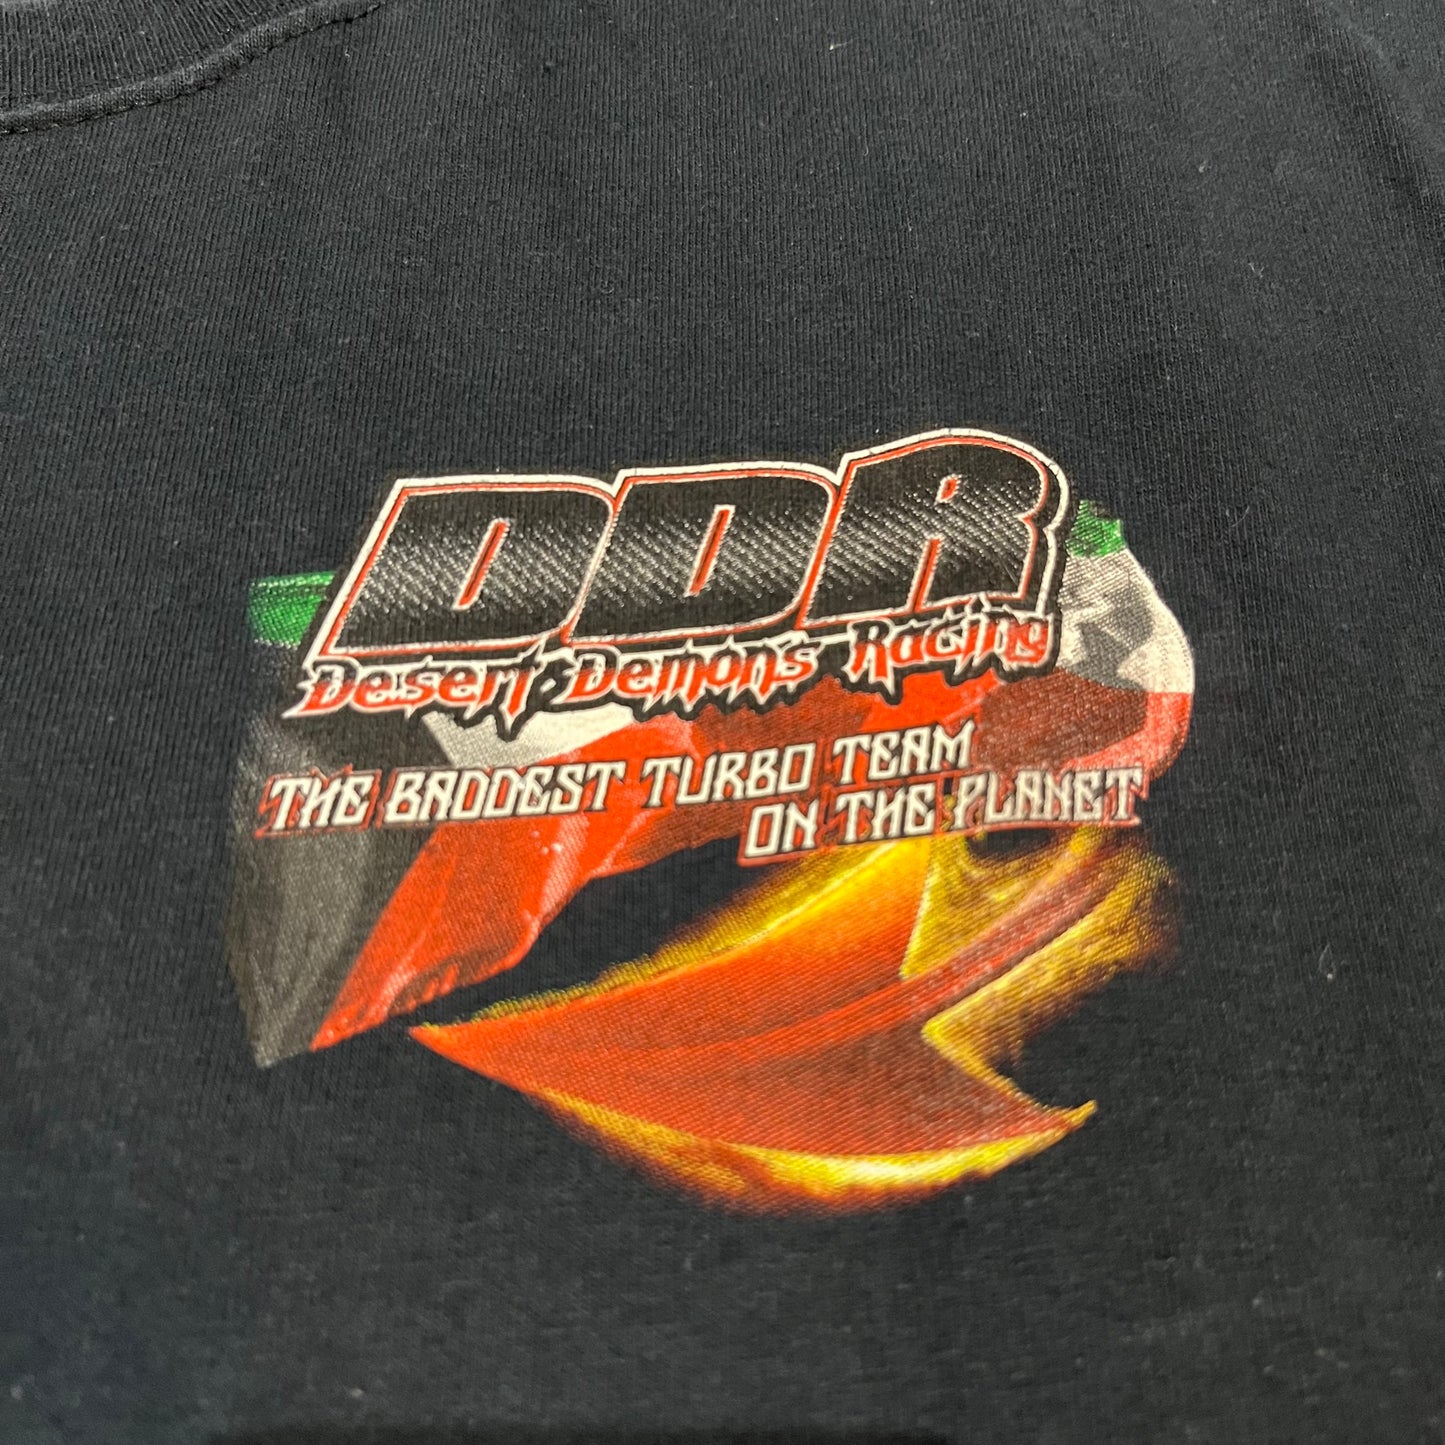 DDR
Desert Demons Racing
THE BADDEST TURBO TEAM
ON THE PLANET